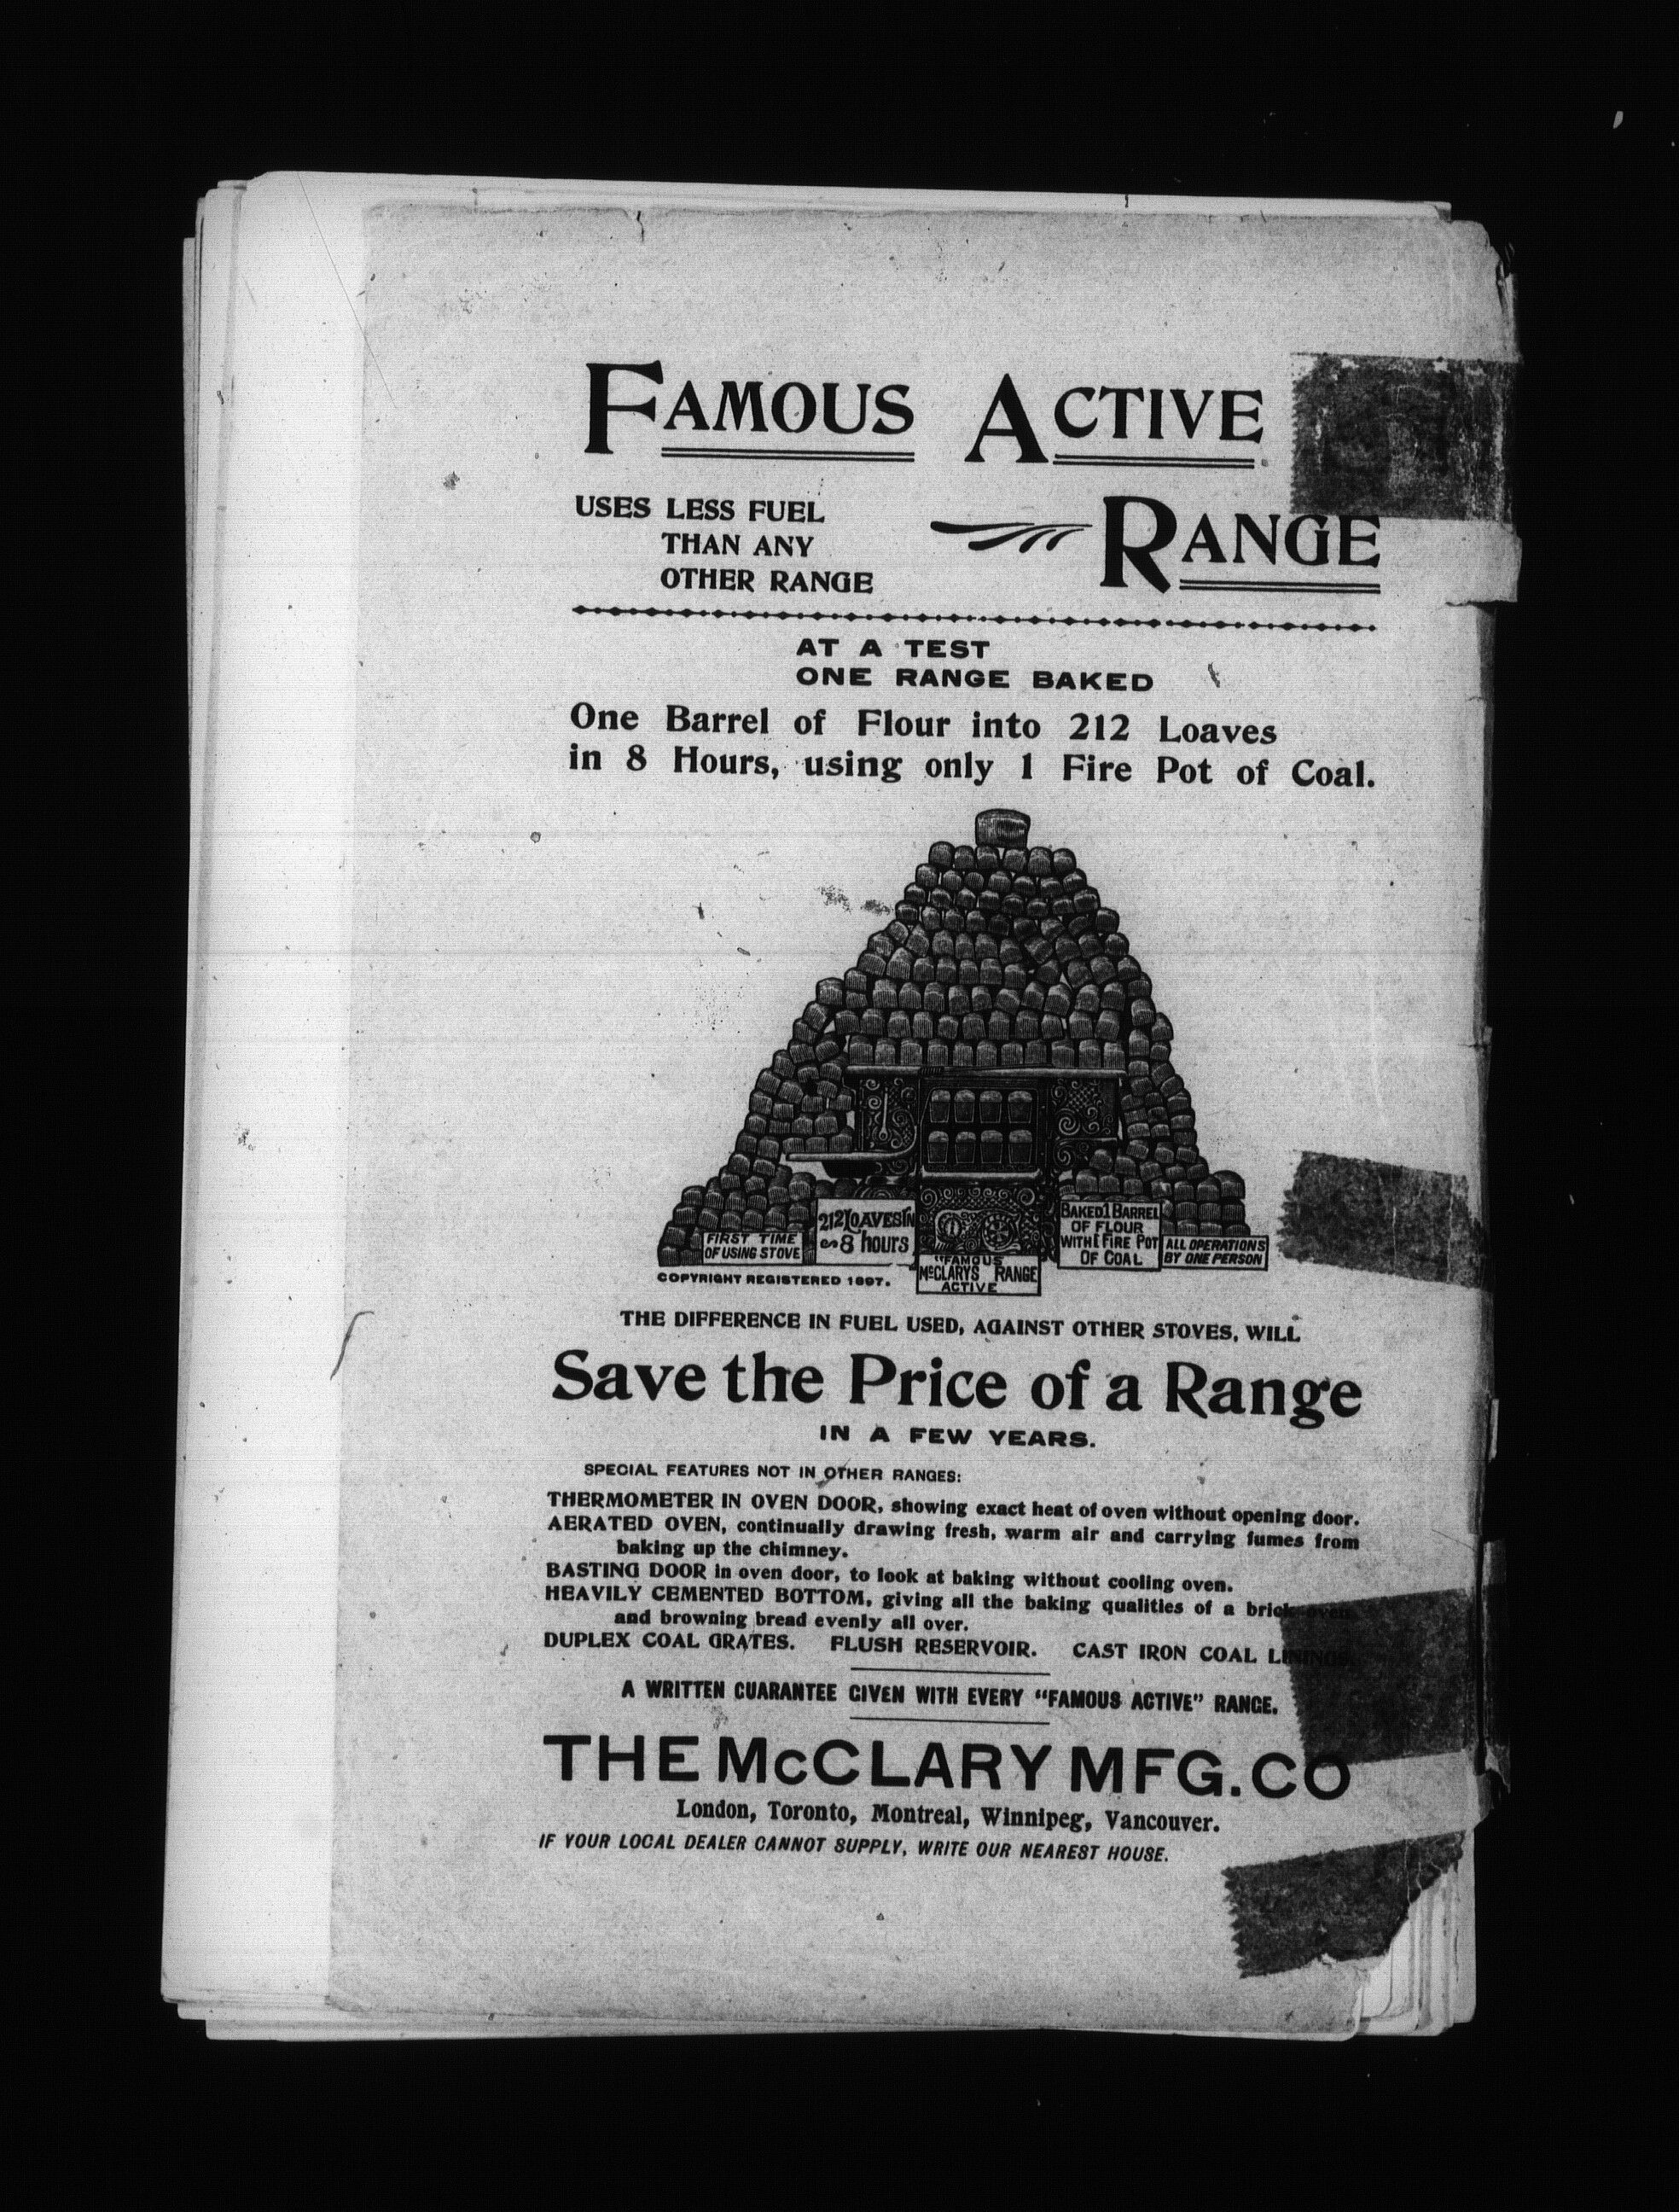 FAMOUS ACTIVE
RANGE
USES LESS FUEL
THAN ANY
OTHER RANGE
AT A TEST
ONE RANGE BAKED
One Barrel of Flour into 212 Loaves
in 8 Hours, using only 1 Fire Pot of Coal.
FIRST TIME
OF USING STOVE
212 LOAVES IN
8 hours
"FAMOUS
McCLARYS RANGE
ACTIVE
BAKED 1 BARREL
OF FLOUR
WITH 1 FIRE POT
OF COAL
ALL OPERATIONS
BY ONE PERSON
COPYRIGHT REGISTERED 1897.
THE DIFFERENCE IN FUEL USED, AGAINST OTHER STOVES, WILL
Save the Price of a Range
IN A FEW YEARS.
SPECIAL FEATURES NOT IN OTHER RANGES:
THERMOMETER IN OVEN DOOR, showing exact heat of oven without opening door.
AERATED OVEN, continually drawing fresh, warm air and carrying fumes from
baking up the chimney.
BASTING DOOR in oven door, to look at baking without cooling oven.
HEAVILY CEMENTED BOTTOM, giving all the baking qualities of a brick oven
and browning bread evenly all over.
DUPLEX COAL GRATES. FLUSH RESERVOIR. CAST IRON COAL LININGS.
A WRITTEN GUARANTEE GIVEN WITH EVERY "FAMOUS ACTIVE" RANGE.
THE McCLARY MFG. CO
London, Toronto, Montreal, Winnipeg, Vancouver.
IF YOUR LOCAL DEALER CANNOT SUPPLY, WRITE OUR NEAREST HOUSE.